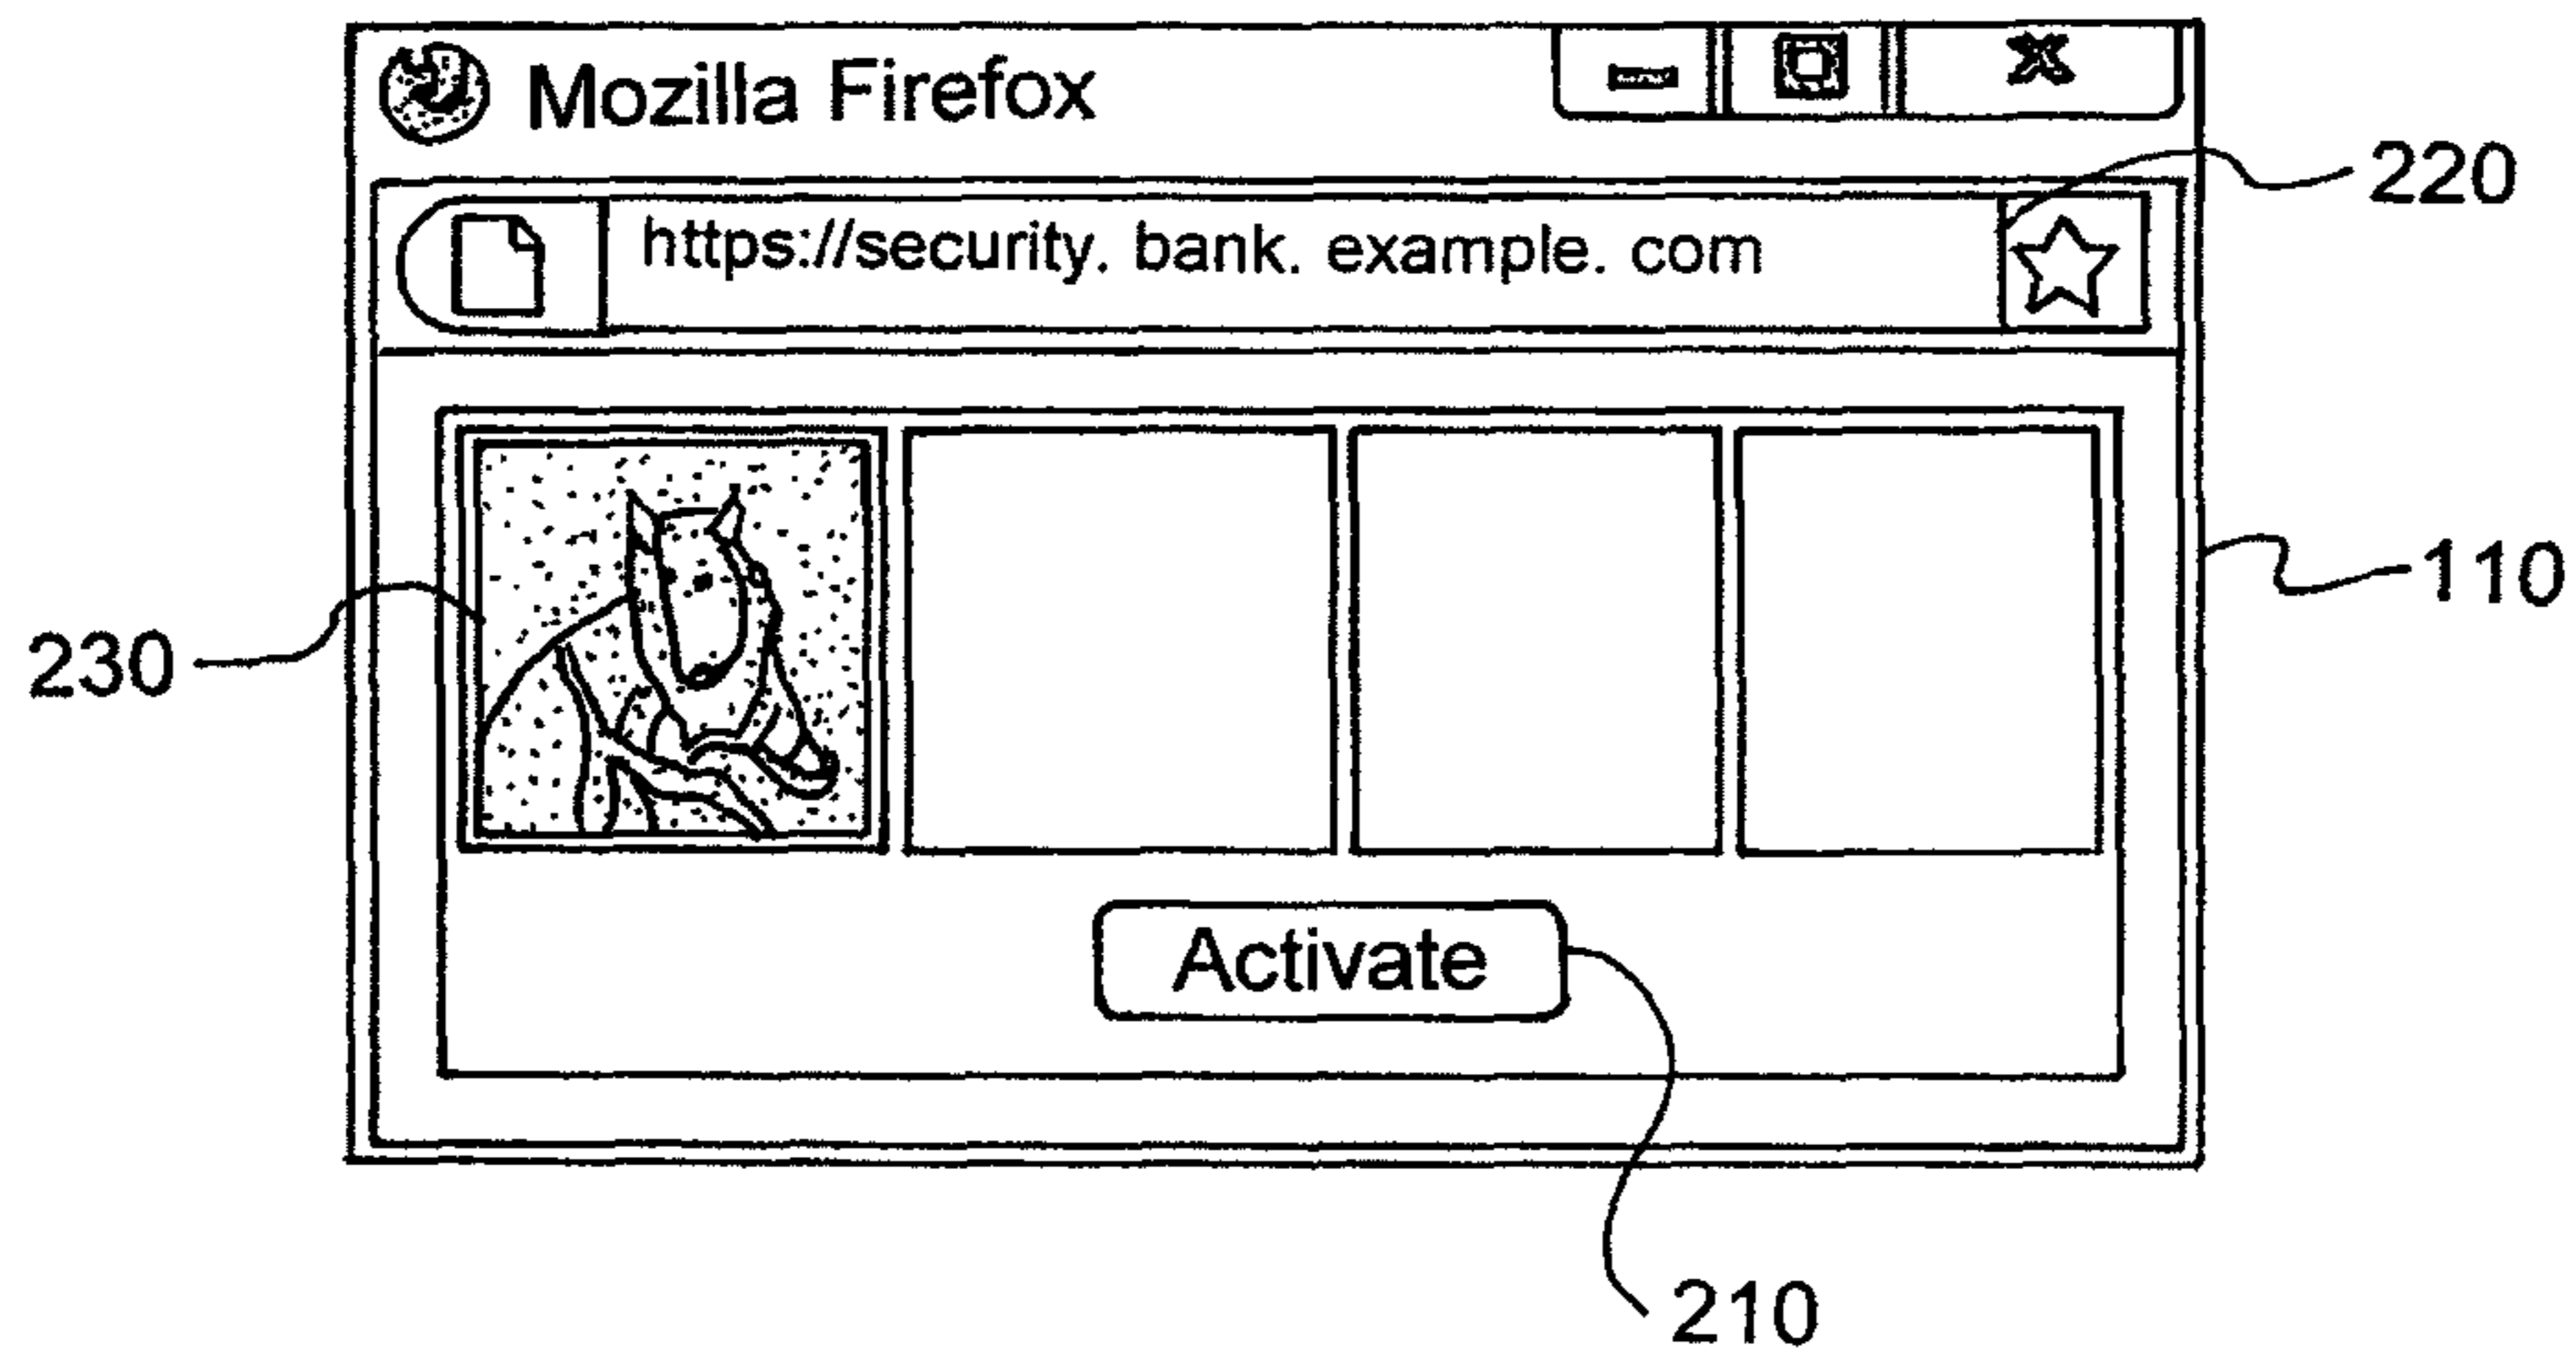 Mozilla Firefox
220
https://security. bank. example. com
110
230
Activate
210